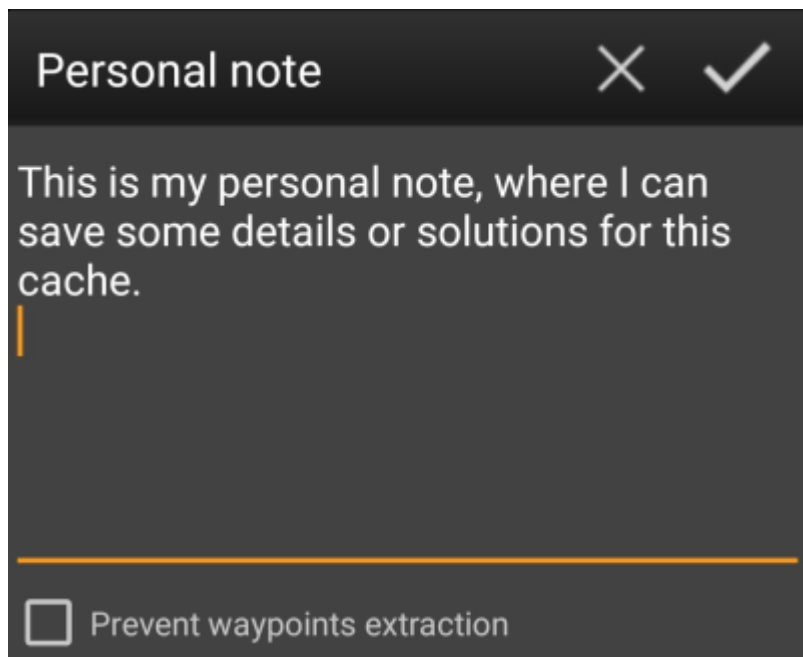 Personal note
This is my personal note, where I can
save some details or solutions for this
cache.
Prevent waypoints extraction